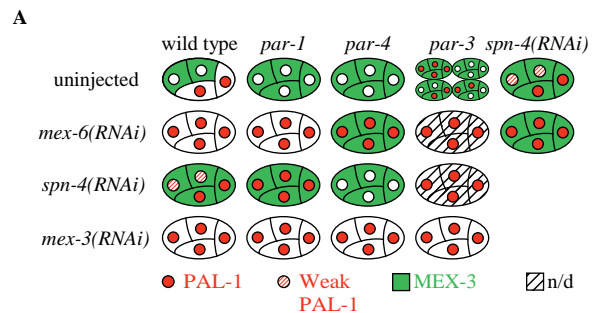 A
wild type par-1 par-4 par-3 spn-4(RNAi)
uninjected
mex-6(RNAi)
spn-4(RNAi)
mex-3(RNAi)
PAL-1 Weak MEX-3 n/d
PAL-1